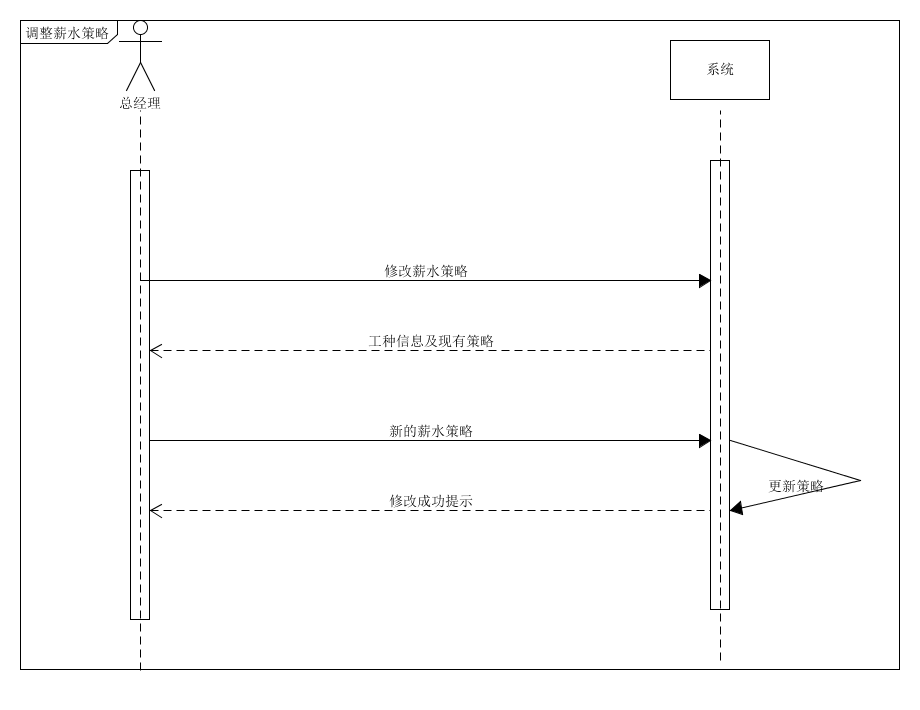 调整薪水策略
总经理
系统
修改薪水策略
工种信息及现有策略
新的薪水策略
更新策略
修改成功提示